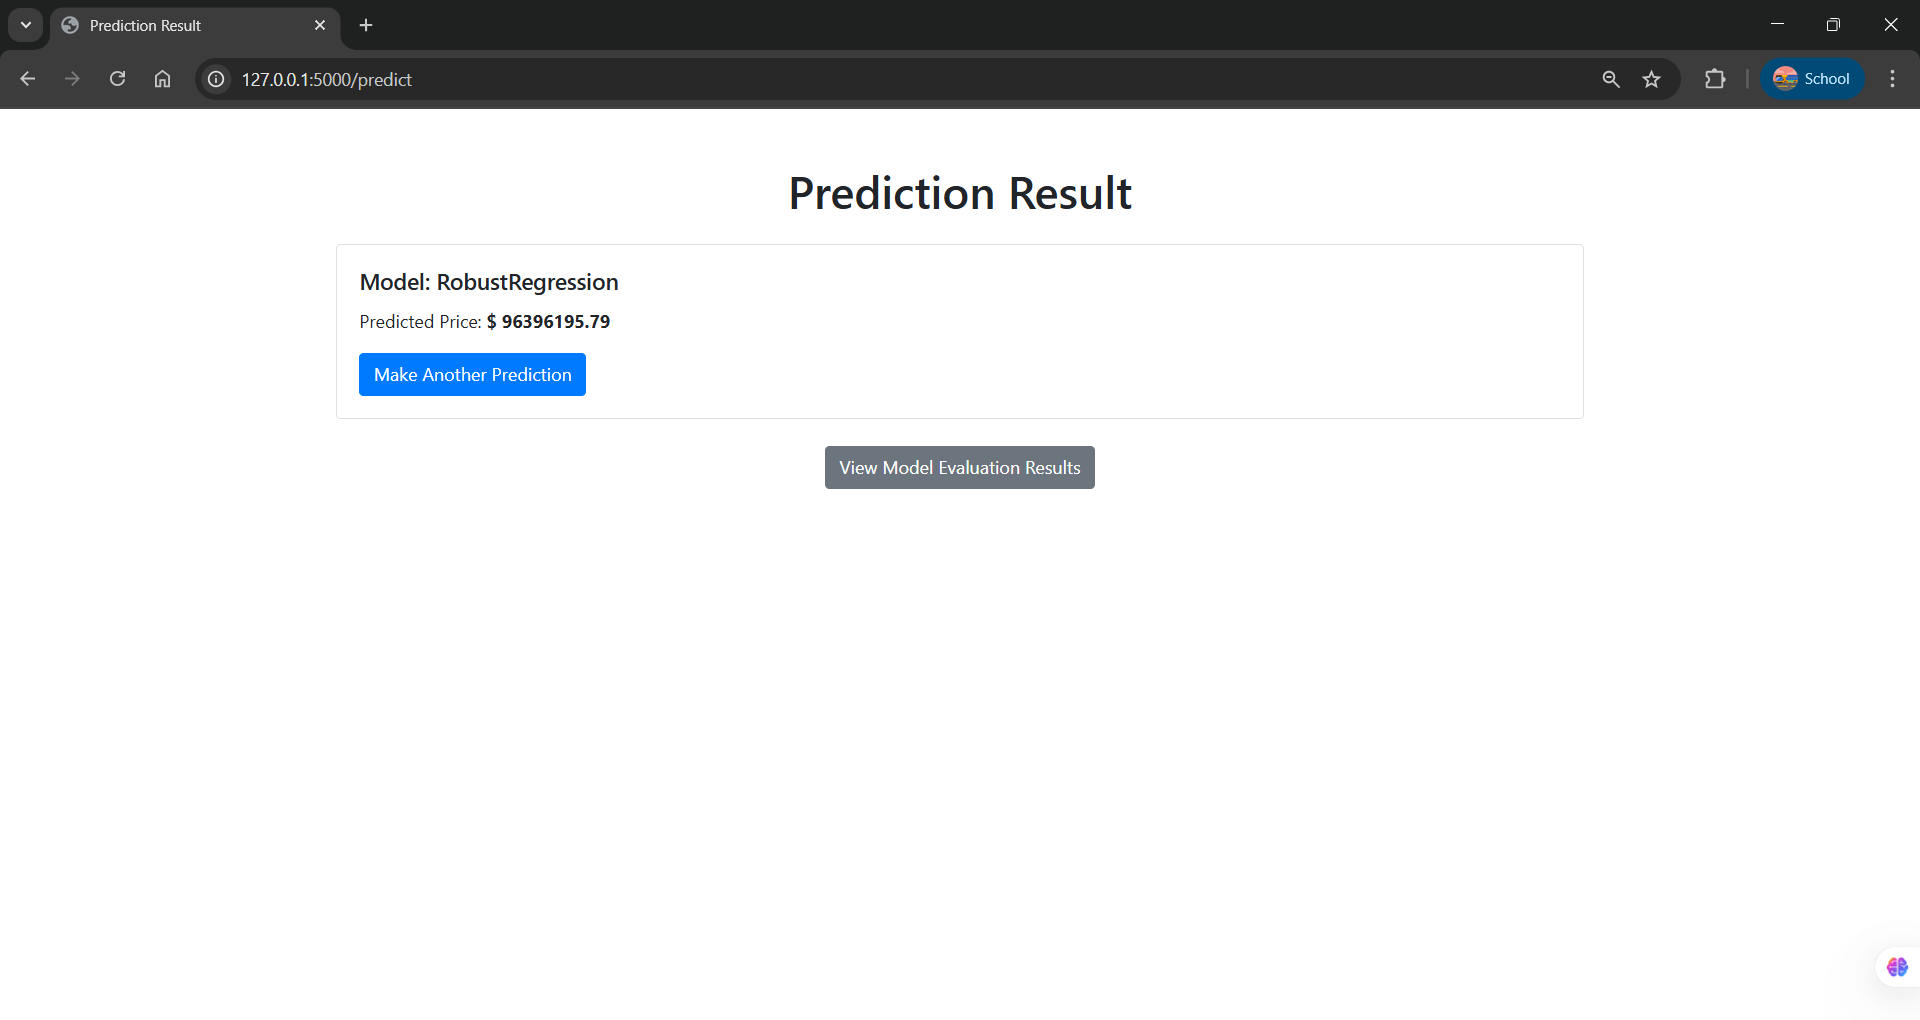 Prediction Result
127.0.0.1:5000/predict
School
Prediction Result
Model: RobustRegression
Predicted Price: $ 96396195.79
Make Another Prediction
View Model Evaluation Results